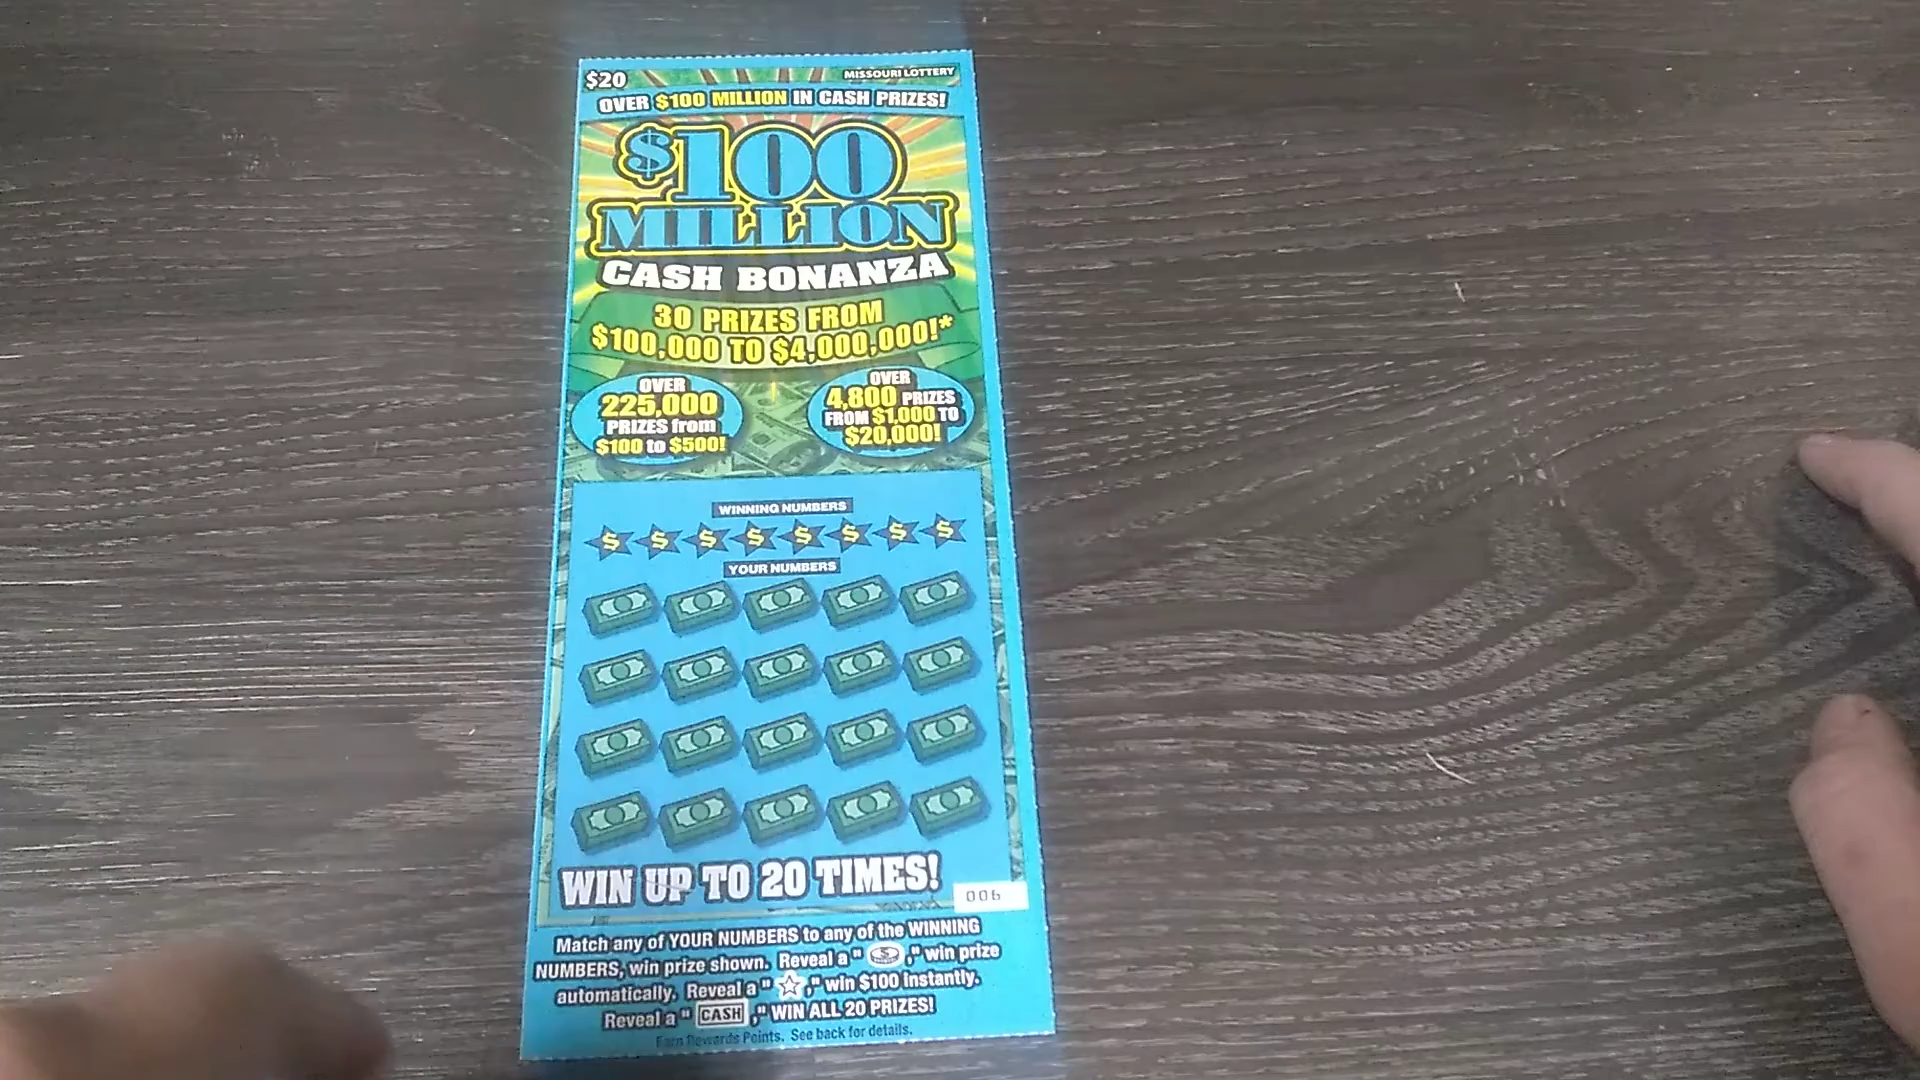 $20
MISSOURI LOTTERY
OVER $100 MILLION IN CASH PRIZES!
$100
MILLION
CASH BONANZA
30 PRIZES FROM
$100,000 TO $4,000,000!*
OVER
225,000
PRIZES from
$100 to $500!
OVER
4,800 PRIZES
FROM $1,000 TO
$20,000!
WINNING NUMBERS
$ $ $ $ $ $ $ $
YOUR NUMBERS
WIN UP TO 20 TIMES!
006
Match any of YOUR NUMBERS to any of the WINNING
NUMBERS, win prize shown. Reveal a " ," win prize
automatically. Reveal a " ," win $100 instantly.
Reveal a " CASH ," WIN ALL 20 PRIZES!
Earn Rewards Points. See back for details.